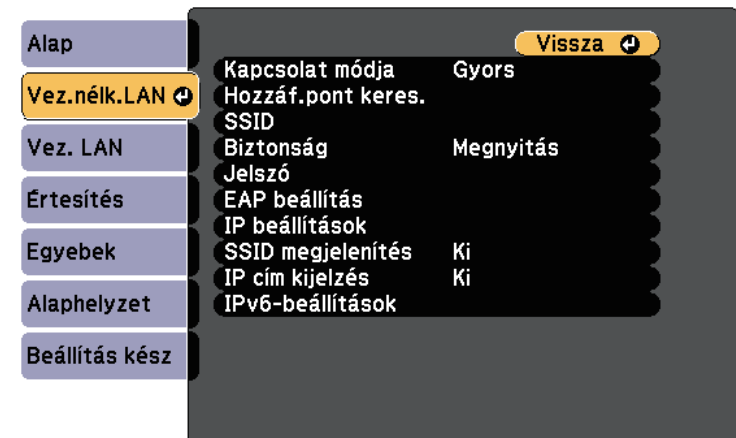 Alap
Vez.nélk.LAN
Vez. LAN
Értesítés
Egyebek
Alaphelyzet
Beállítás kész
Vissza
Kapcsolat módja Gyors
Hozzáf.pont keres.
SSID
Biztonság Megnyitás
Jelszó
EAP beállítás
IP beállítások
SSID megjelenítés Ki
IP cím kijelzés Ki
IPv6-beállítások